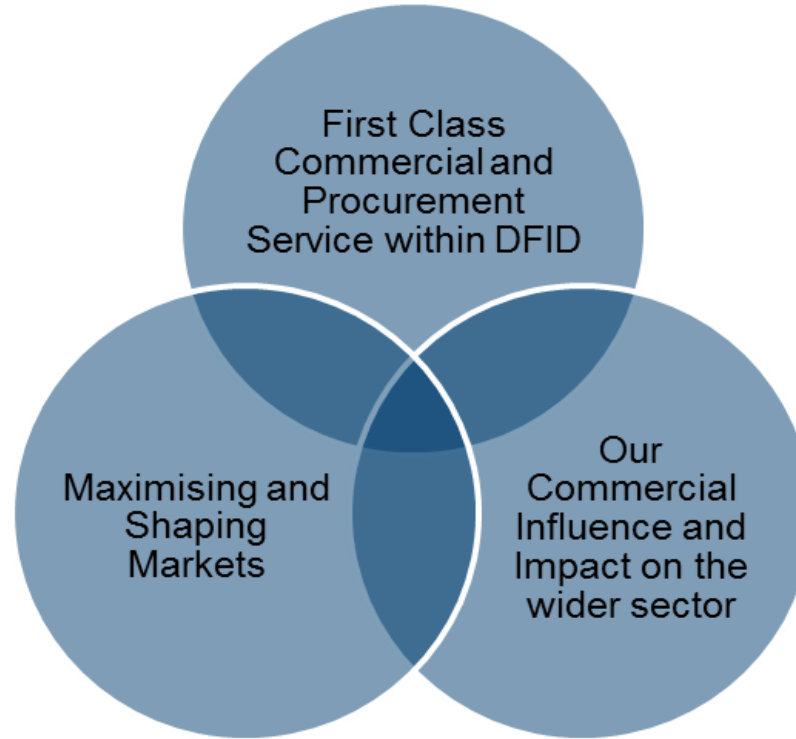 First Class
Commercial and
Procurement
Service within DFID
Maximising and
Shaping
Markets
Our
Commercial
Influence and
Impact on the
wider sector